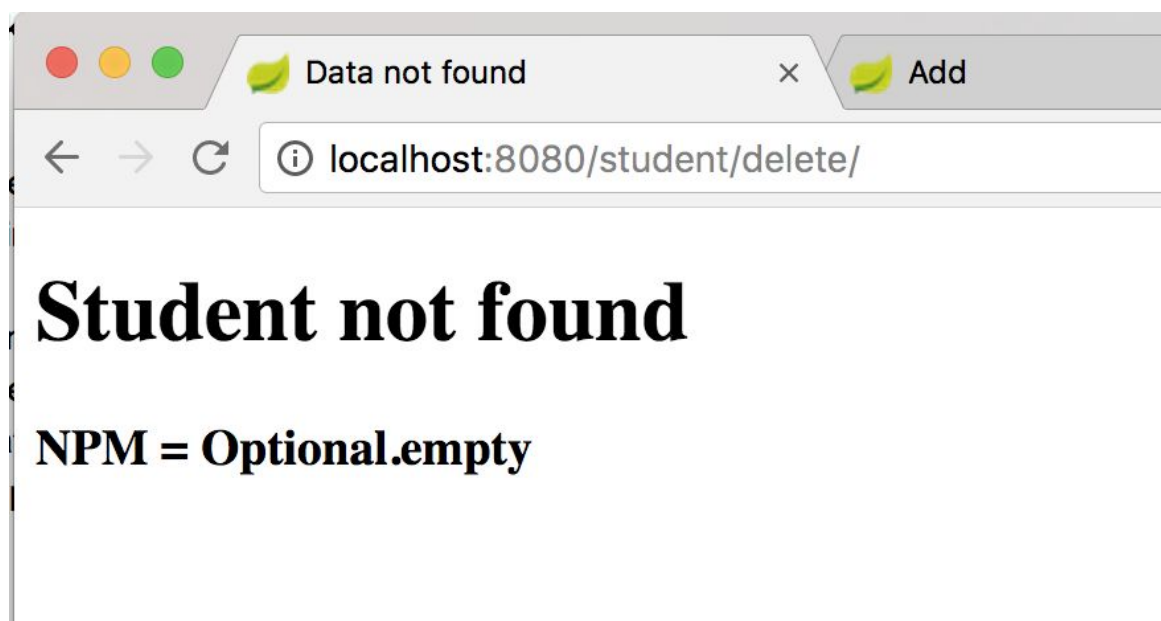 Data not found
Add
localhost:8080/student/delete/
Student not found
NPM = Optional.empty